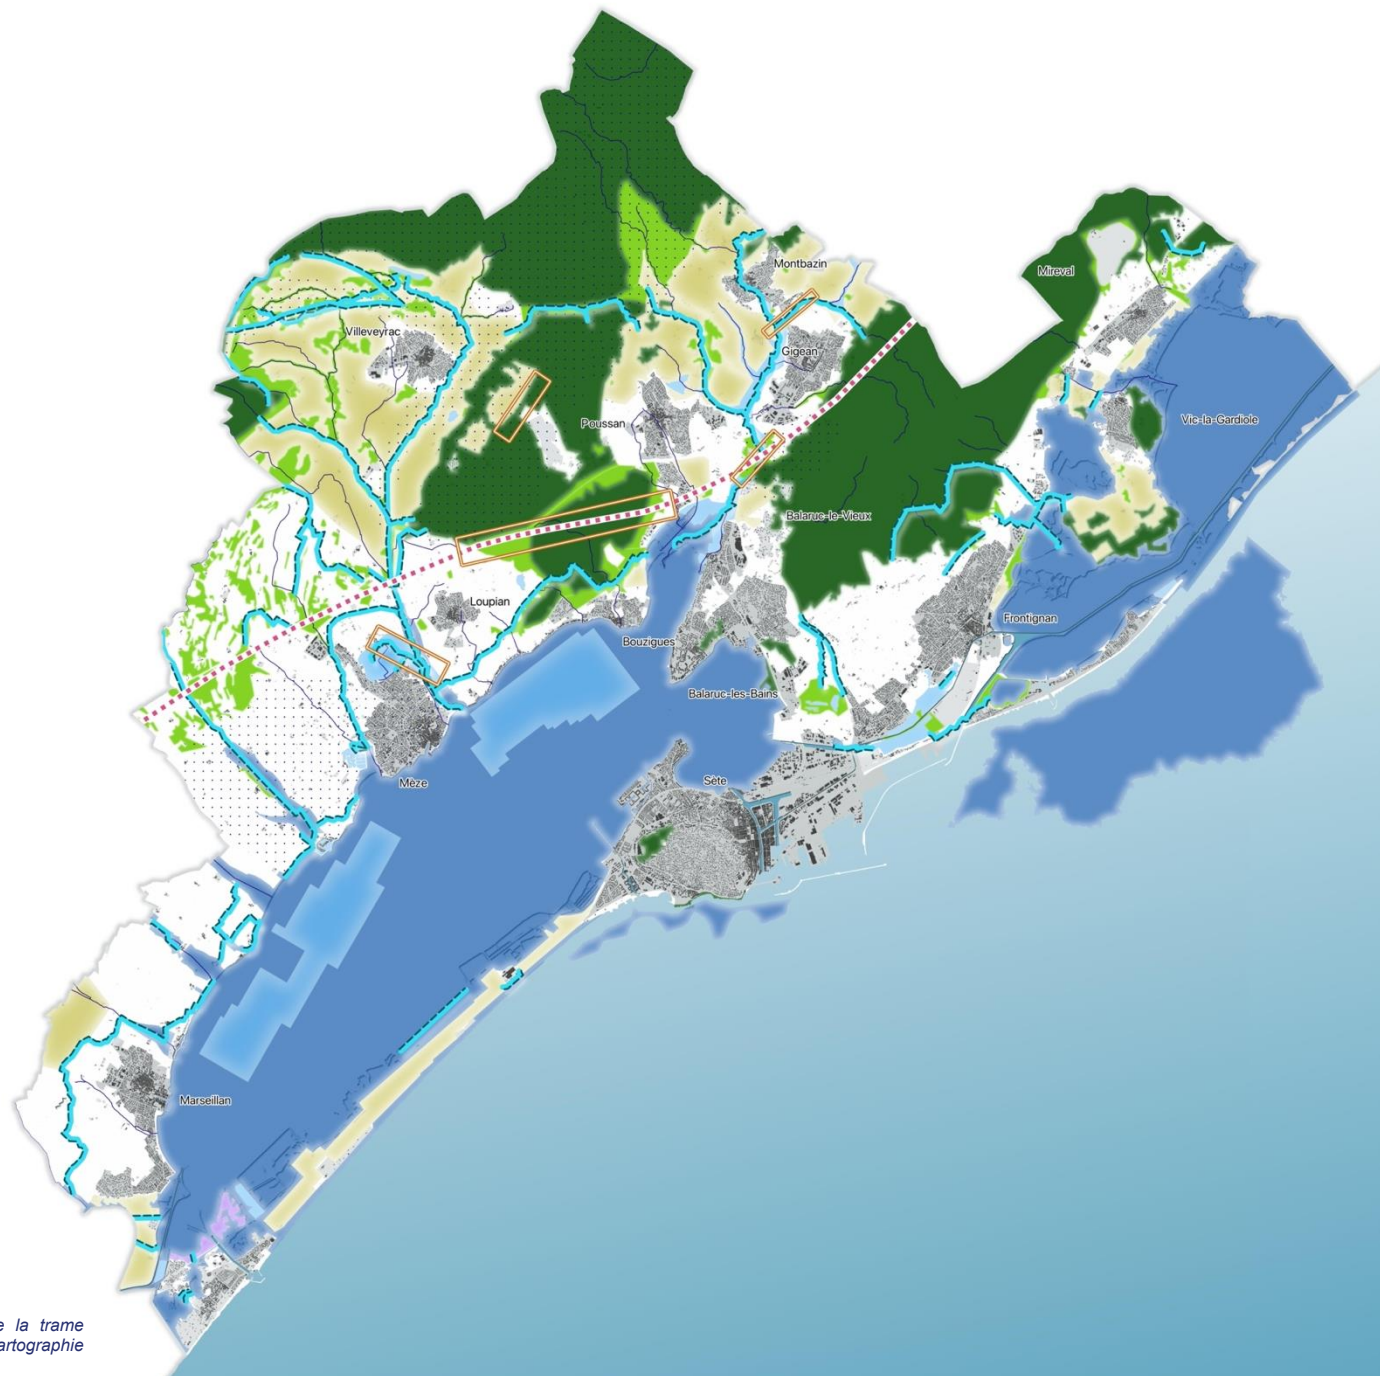 Montbazin
Mireval
Villeveyrac
Gigean
Vic-la-Gardiole
Poussan
Balaruc-le-Vieux
Loupian
Frontignan
Bouzigues
Balaruc-les-Bains
Sète
Mèze
Marseillan
la trame
artographie